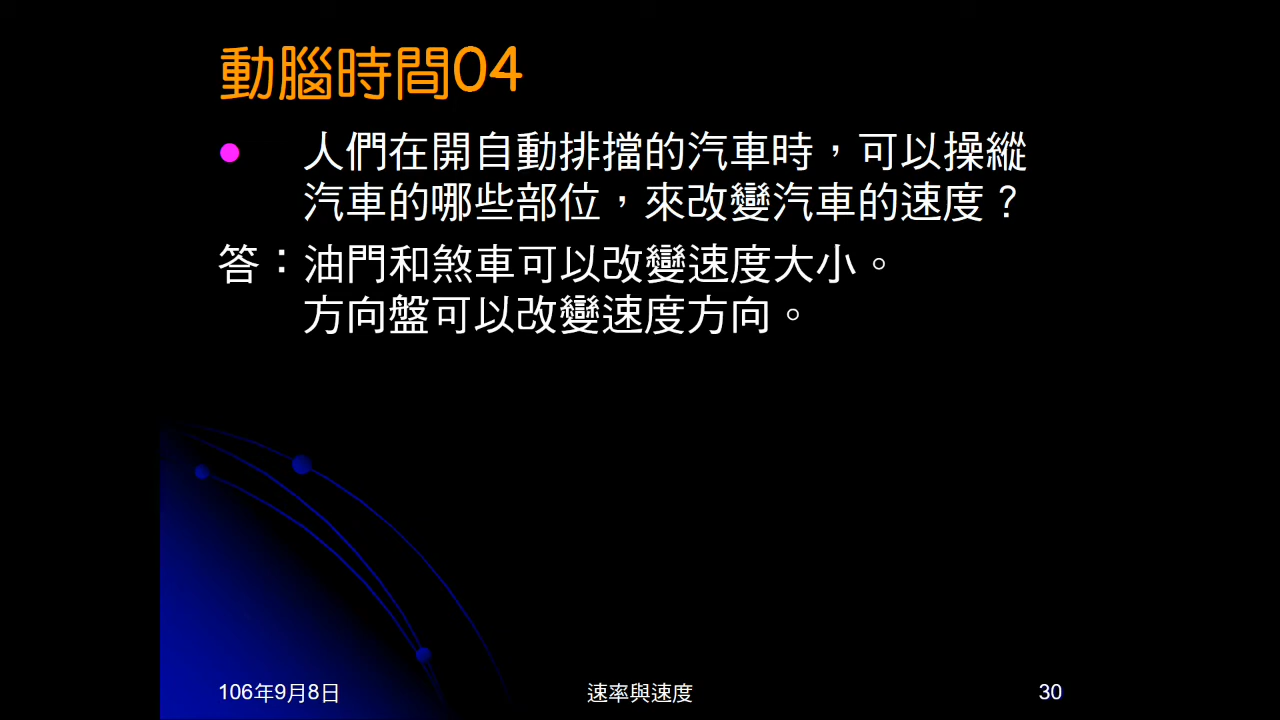 動腦時間04
● 人們在開自動排擋的汽車時，可以操縱
汽車的哪些部位，來改變汽車的速度？
答：油門和煞車可以改變速度大小。
方向盤可以改變速度方向。
106年9月8日 速率與速度 30